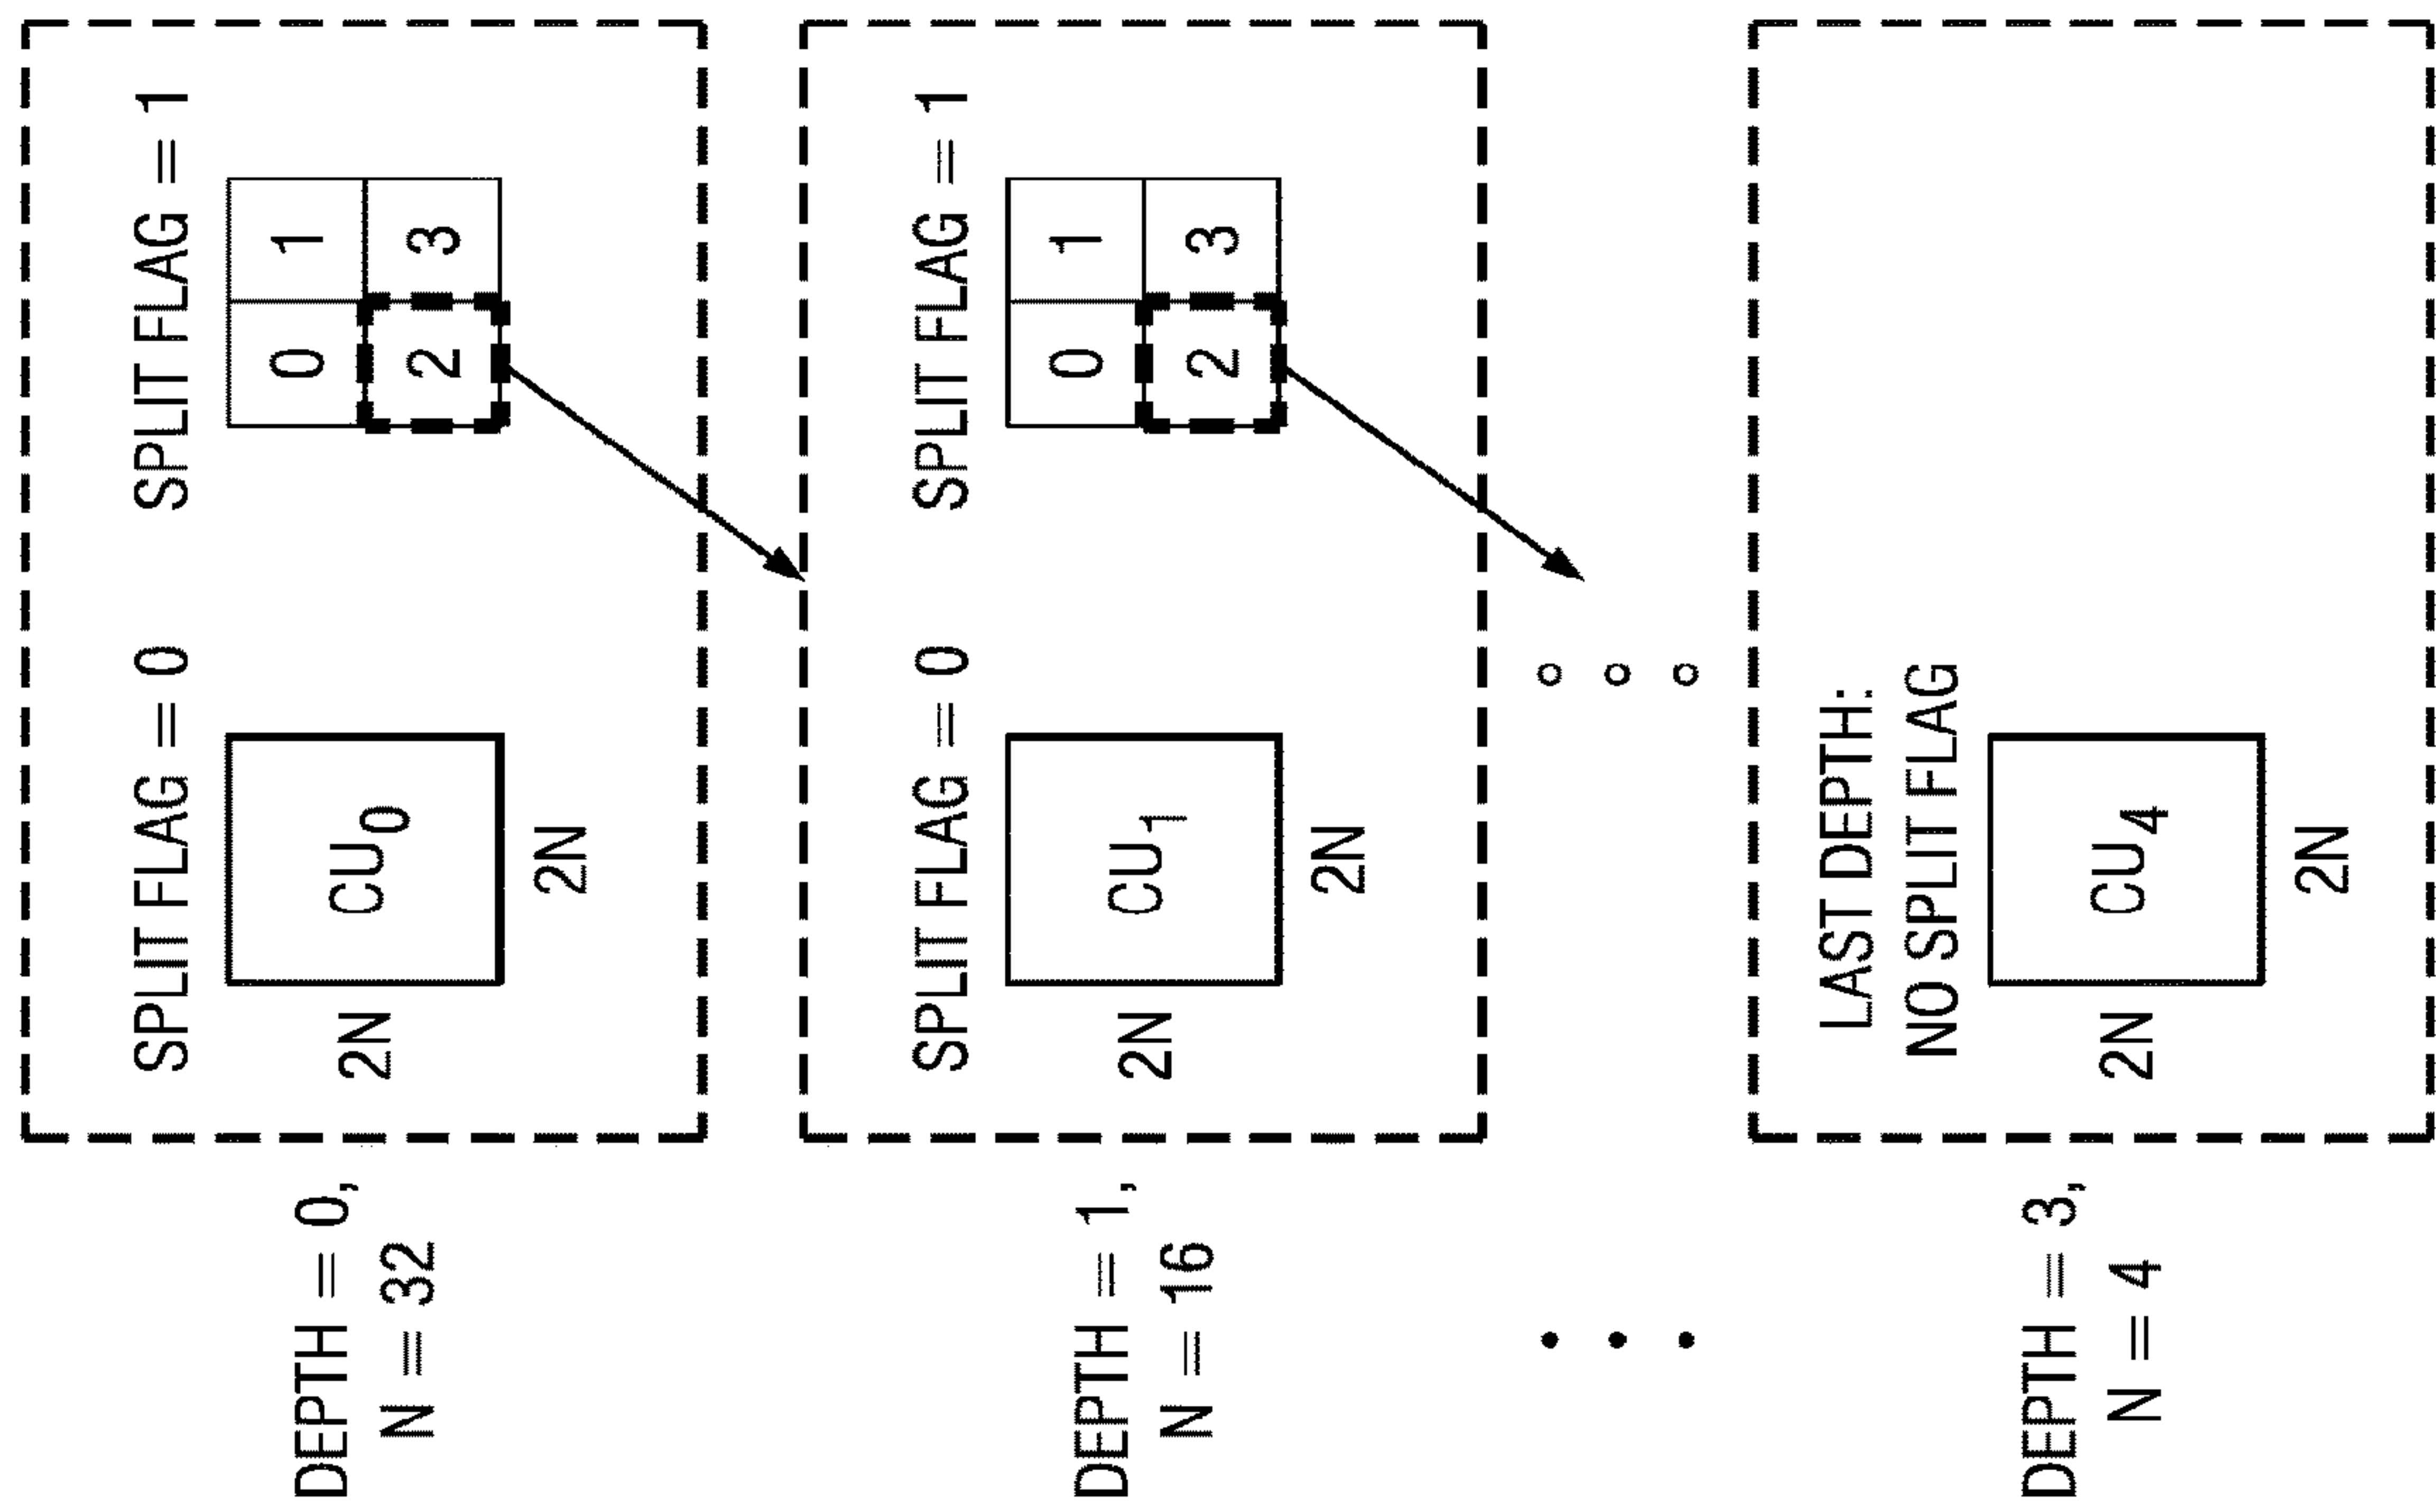 DEPTH = 0,
N = 32
SPLIT FLAG = 0
2N
CU0
2N
SPLIT FLAG = 1
0 1
2 3
DEPTH = 1,
N = 16
SPLIT FLAG = 0
2N
CU1
2N
SPLIT FLAG = 1
0 1
2 3
DEPTH = 3,
N = 4
LAST DEPTH:
NO SPLIT FLAG
2N
CU4
2N